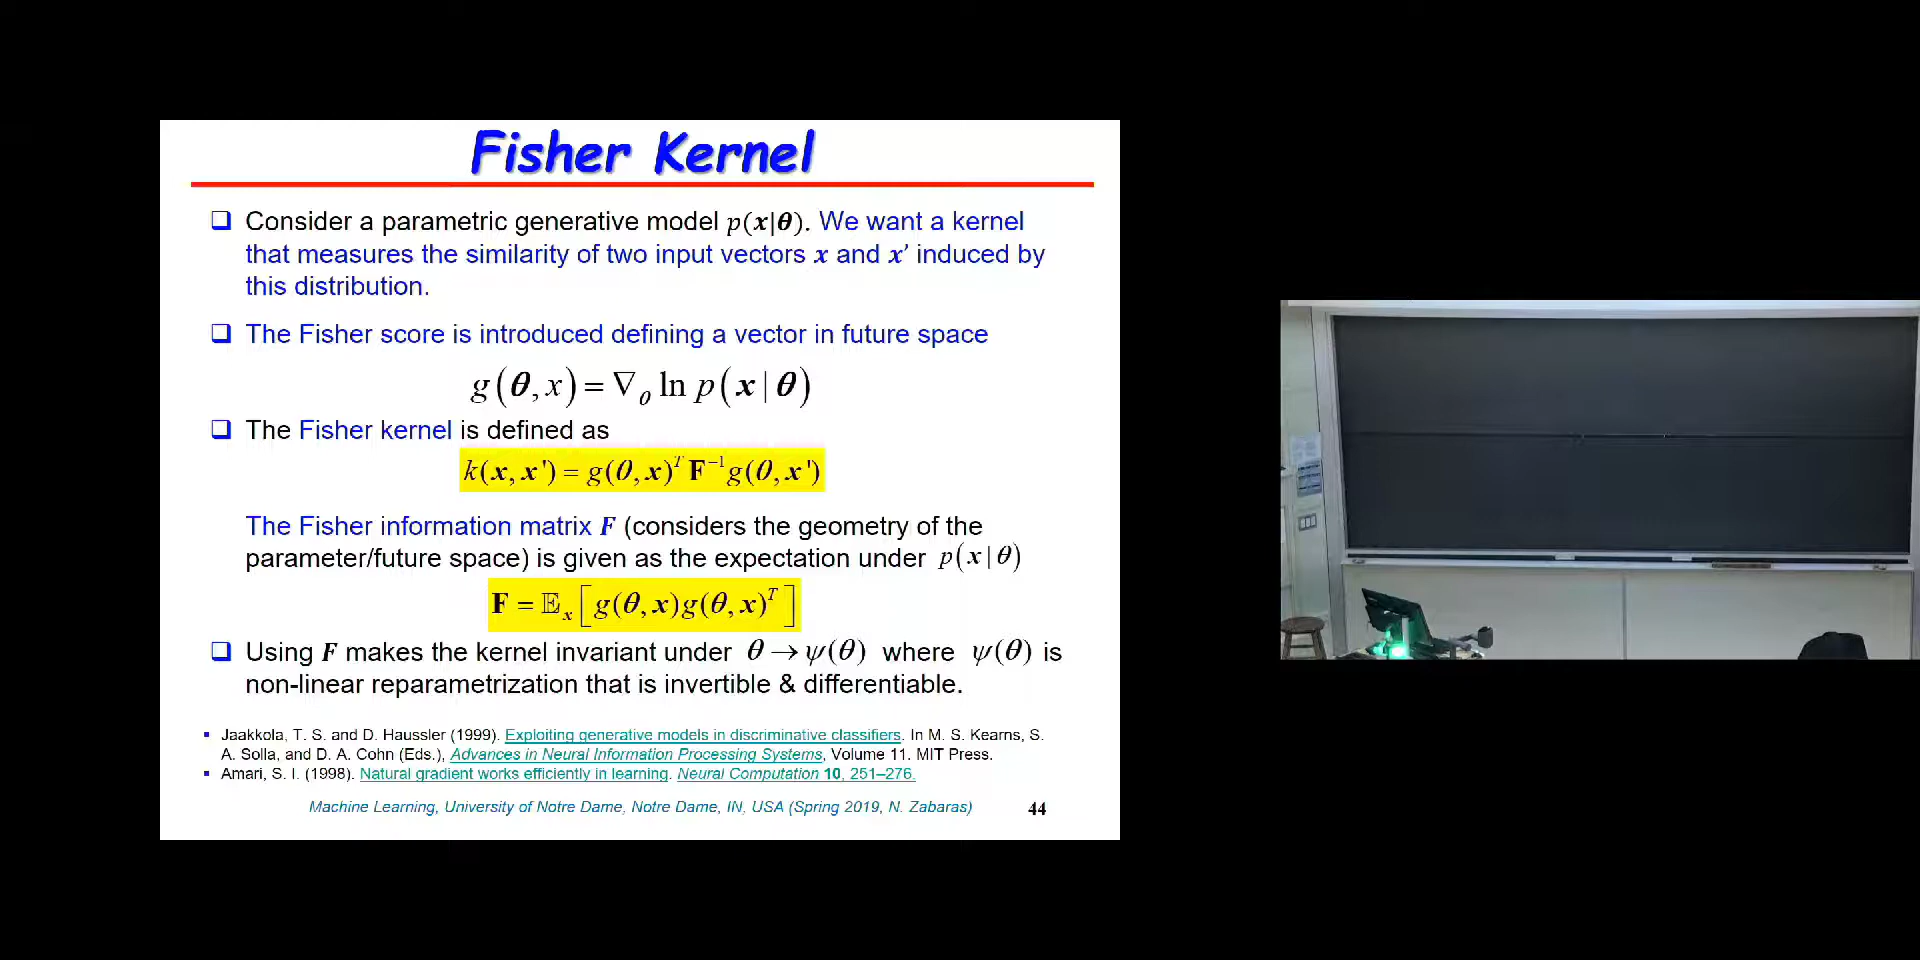 Fisher Kernel
❑ Consider a parametric generative model p(x|θ). We want a kernel
that measures the similarity of two input vectors x and x' induced by
this distribution.
❑ The Fisher score is introduced defining a vector in future space
g(θ, x) = ∇θ ln p(x | θ)
❑ The Fisher kernel is defined as
k(x, x') = g(θ, x)ᵀ F⁻¹ g(θ, x')
The Fisher information matrix F (considers the geometry of the
parameter/future space) is given as the expectation under p(x | θ)
F = 𝔼ₓ[g(θ, x)g(θ, x)ᵀ]
❑ Using F makes the kernel invariant under θ → ψ(θ) where ψ(θ) is
non-linear reparametrization that is invertible & differentiable.
▪ Jaakkola, T. S. and D. Haussler (1999). Exploiting generative models in discriminative classifiers. In M. S. Kearns, S.
A. Solla, and D. A. Cohn (Eds.), Advances in Neural Information Processing Systems, Volume 11. MIT Press.
▪ Amari, S. I. (1998). Natural gradient works efficiently in learning. Neural Computation 10, 251–276.
Machine Learning, University of Notre Dame, Notre Dame, IN, USA (Spring 2019, N. Zabaras) 44